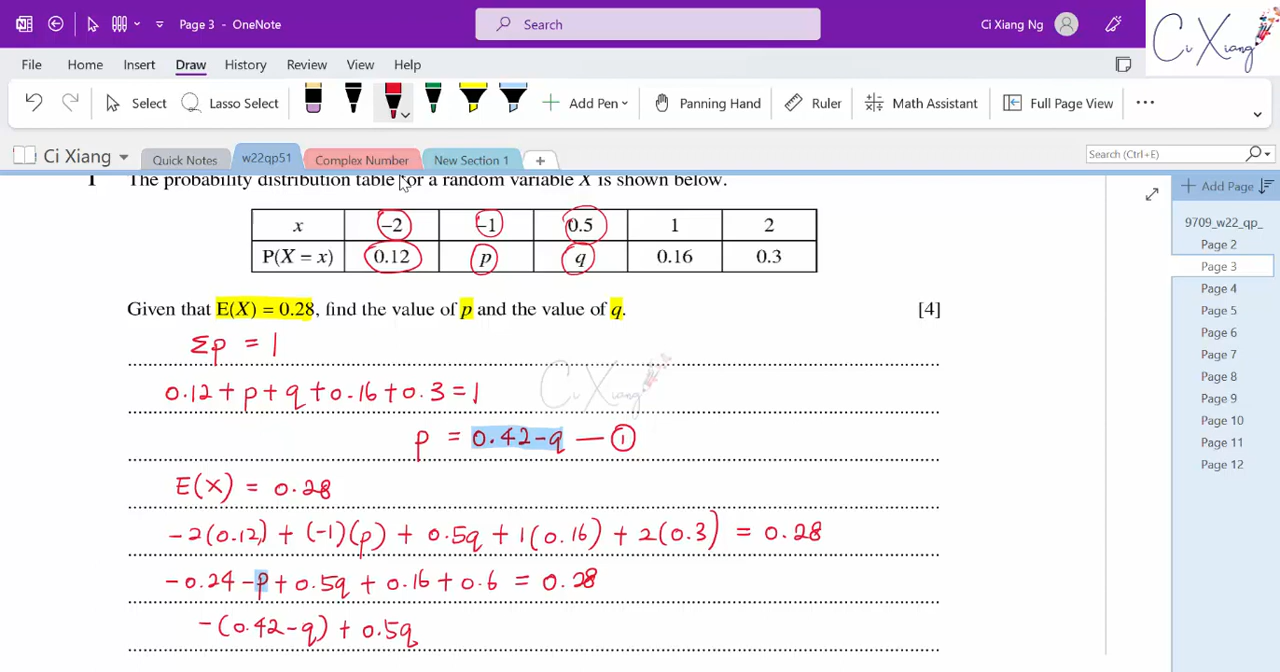 Page 3 - OneNote
Search
Ci Xiang Ng
Ci Xiang
File Home Insert Draw History Review View Help
Select Lasso Select Add Pen Panning Hand Ruler Math Assistant Full Page View
Ci Xiang Quick Notes w22qp51 Complex Number New Section 1 + Search (Ctrl+E)
Add Page
9709_w22_qp_
Page 2
Page 3
Page 4
Page 5
Page 6
Page 7
Page 8
Page 9
Page 10
Page 11
Page 12
1 The probability distribution table for a random variable X is shown below.
x −2 −1 0.5 1 2
P(X = x) 0.12 p q 0.16 0.3
Given that E(X) = 0.28, find the value of p and the value of q. [4]
Σp = 1
0.12 + p + q + 0.16 + 0.3 = 1
Ci Xiang
p = 0.42 - q — ①
E(X) = 0.28
-2(0.12) + (-1)(p) + 0.5q + 1(0.16) + 2(0.3) = 0.28
-0.24 - p + 0.5q + 0.16 + 0.6 = 0.28
-(0.42 - q) + 0.5q